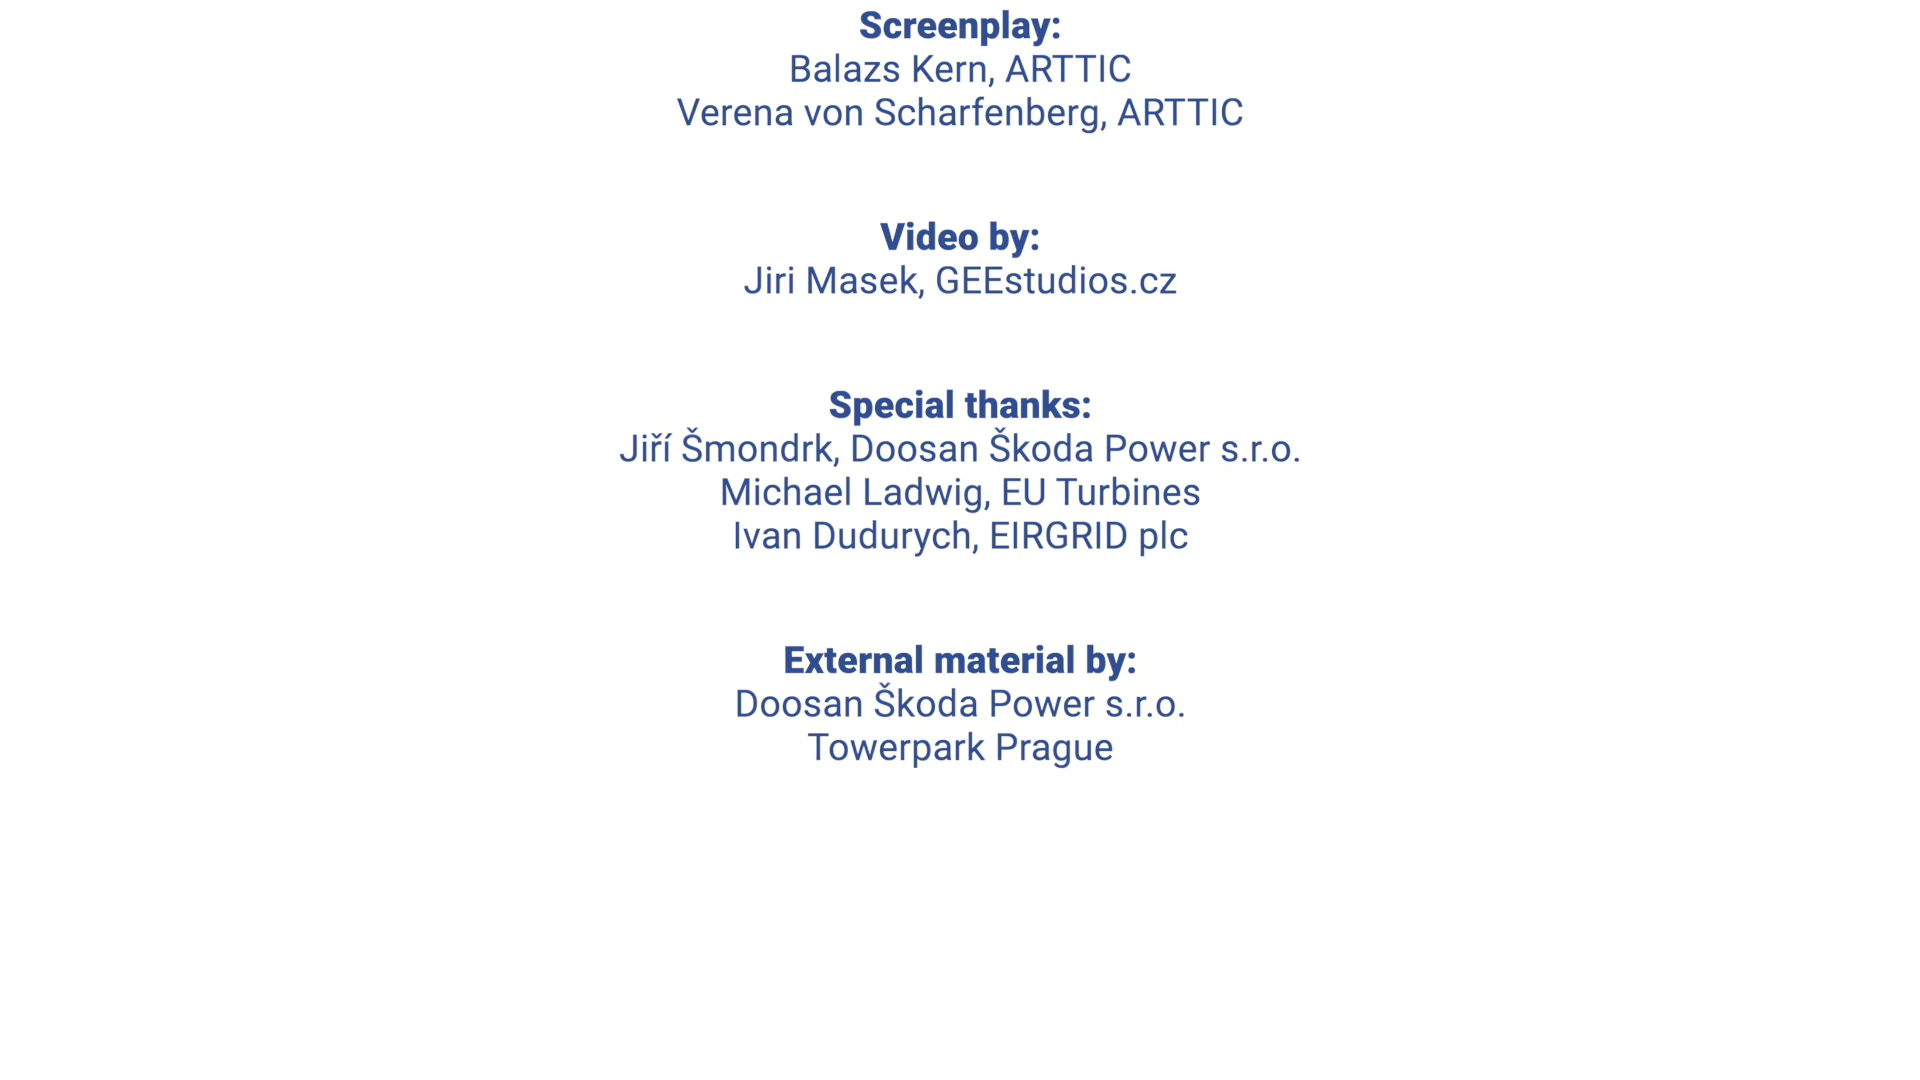 Screenplay:
Balazs Kern, ARTTIC
Verena von Scharfenberg, ARTTIC
Video by:
Jiri Masek, GEEstudios.cz
Special thanks:
Jiří Šmondrk, Doosan Škoda Power s.r.o.
Michael Ladwig, EU Turbines
Ivan Dudurych, EIRGRID plc
External material by:
Doosan Škoda Power s.r.o.
Towerpark Prague